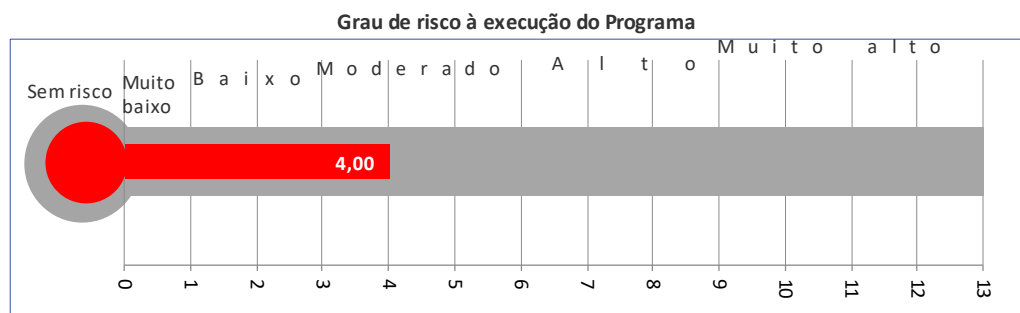 Grau de risco à execução do Programa
Sem risco
Muito
baixo
Baixo
Moderado
Alto
Muito alto
4,00
0
1
2
3
4
5
6
7
8
9
10
11
12
13